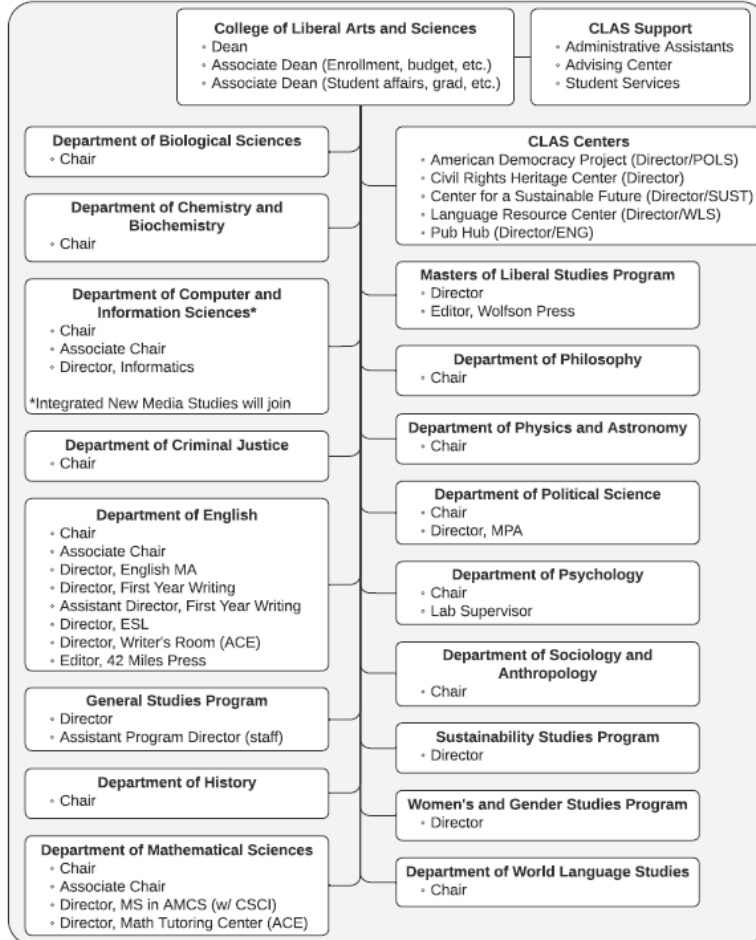 College of Liberal Arts and Sciences
◦ Dean
◦ Associate Dean (Enrollment, budget, etc.)
◦ Associate Dean (Student affairs, grad, etc.)
CLAS Support
◦ Administrative Assistants
◦ Advising Center
◦ Student Services
Department of Biological Sciences
◦ Chair
Department of Chemistry and
Biochemistry
◦ Chair
Department of Computer and
Information Sciences*
◦ Chair
◦ Associate Chair
◦ Director, Informatics
*Integrated New Media Studies will join
Department of Criminal Justice
◦ Chair
Department of English
◦ Chair
◦ Associate Chair
◦ Director, English MA
◦ Director, First Year Writing
◦ Assistant Director, First Year Writing
◦ Director, ESL
◦ Director, Writer's Room (ACE)
◦ Editor, 42 Miles Press
General Studies Program
◦ Director
◦ Assistant Program Director (staff)
Department of History
◦ Chair
Department of Mathematical Sciences
◦ Chair
◦ Associate Chair
◦ Director, MS in AMCS (w/ CSCI)
◦ Director, Math Tutoring Center (ACE)
CLAS Centers
◦ American Democracy Project (Director/POLS)
◦ Civil Rights Heritage Center (Director)
◦ Center for a Sustainable Future (Director/SUST)
◦ Language Resource Center (Director/WLS)
◦ Pub Hub (Director/ENG)
Masters of Liberal Studies Program
◦ Director
◦ Editor, Wolfson Press
Department of Philosophy
◦ Chair
Department of Physics and Astronomy
◦ Chair
Department of Political Science
◦ Chair
◦ Director, MPA
Department of Psychology
◦ Chair
◦ Lab Supervisor
Department of Sociology and
Anthropology
◦ Chair
Sustainability Studies Program
◦ Director
Women's and Gender Studies Program
◦ Director
Department of World Language Studies
◦ Chair